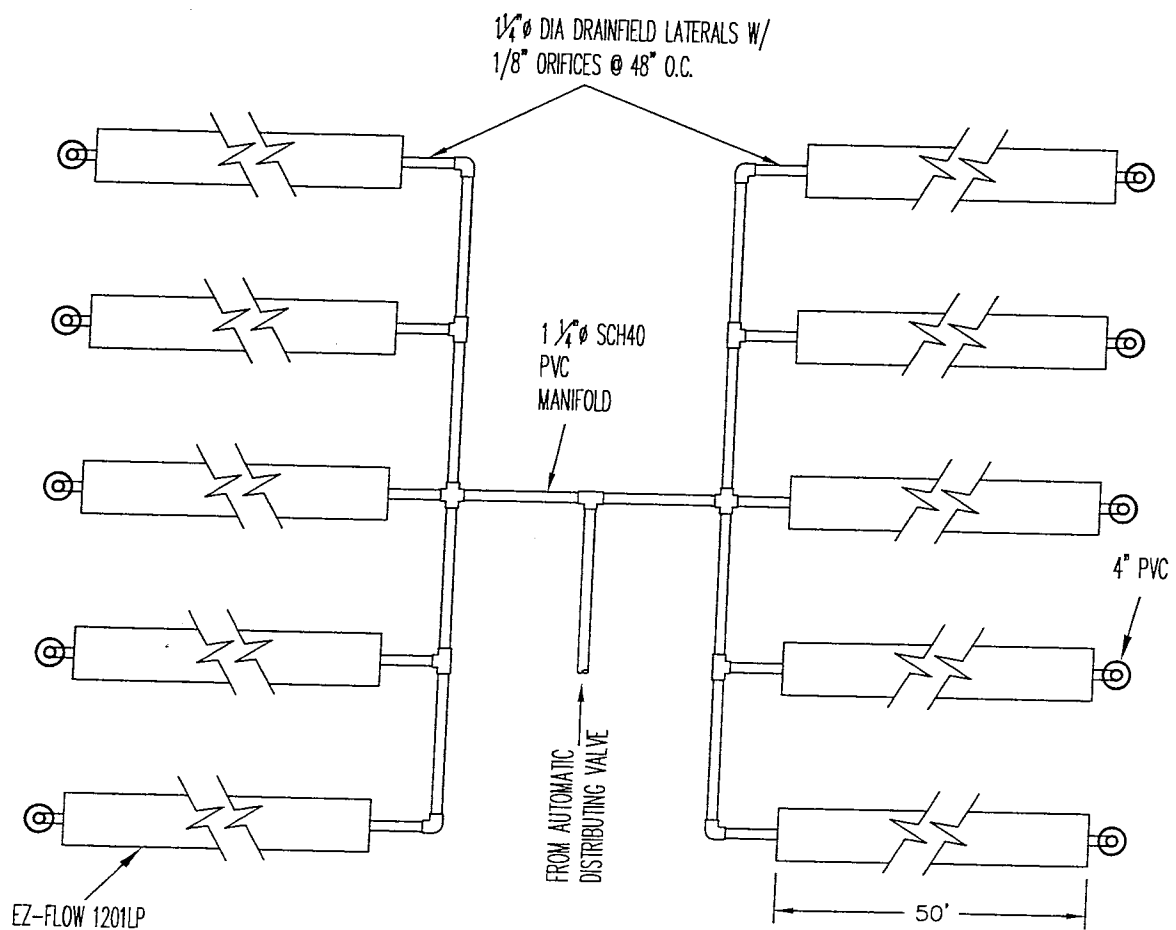 1¼"ø DIA DRAINFIELD LATERALS W/
1/8" ORIFICES @ 48" O.C.
1 ¼"ø SCH40
PVC
MANIFOLD
4" PVC
FROM AUTOMATIC
DISTRIBUTING VALVE
EZ-FLOW 1201LP
50'